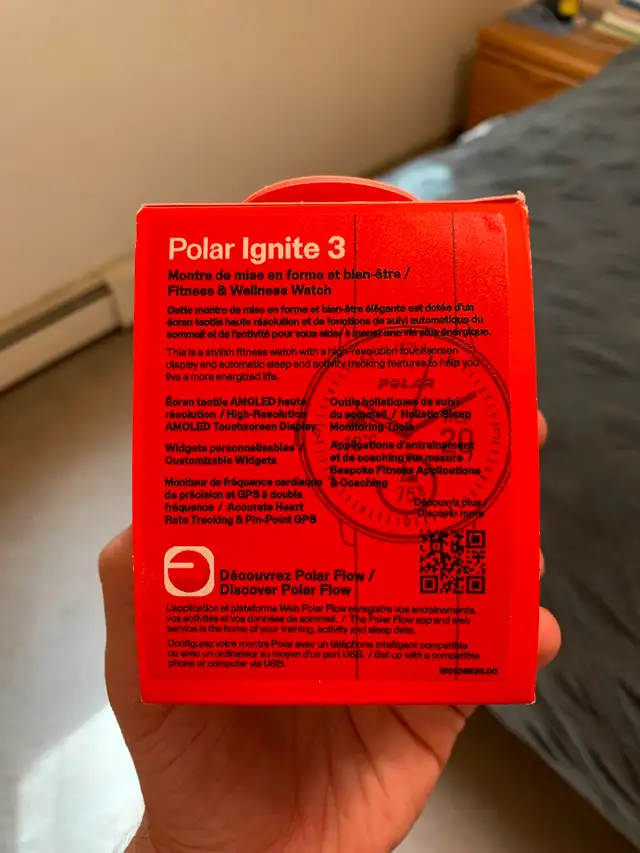 Polar Ignite 3
Montre de mise en forme et bien-être /
Fitness & Wellness Watch
Cette montre de mise en forme et bien-être élégante est dotée d'un
écran tactile haute résolution et de fonctions de suivi automatique du
sommeil et de l'activité pour vous aider à mener une vie plus énergique.
This is a stylish fitness watch with a high-resolution touchscreen
display and automatic sleep and activity tracking features to help you
live a more energized life.
Écran tactile AMOLED haute
résolution / High-Resolution
AMOLED Touchscreen Display
Widgets personnalisables /
Customizable Widgets
Moniteur de fréquence cardiaque
de précision et GPS à double
fréquence / Accurate Heart
Rate Tracking & Pin-Point GPS
Outils holistiques de suivi
du sommeil / Holistic Sleep
Monitoring Tools
Applications d'entraînement
et de coaching sur mesure /
Bespoke Fitness Applications
& Coaching
POLAR
20
75
Découvrir plus /
Discover more
Découvrez Polar Flow /
Discover Polar Flow
L'application et plateforme Web Polar Flow enregistre vos entraînements,
vos activités et vos données de sommeil. / The Polar Flow app and web
service is the home of your training, activity and sleep data.
Configurez votre montre Polar avec un téléphone intelligent compatible
ou avec un ordinateur au moyen d'un port USB. / Set up with a compatible
phone or computer via USB.